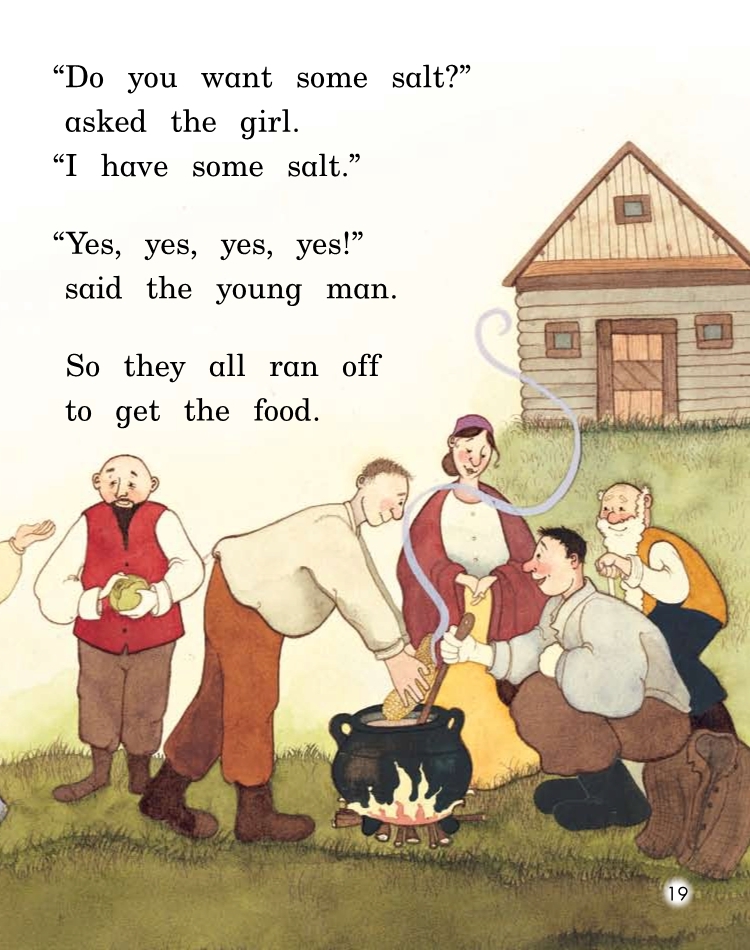 “Do you want some salt?”
asked the girl.
“I have some salt.”
“Yes, yes, yes, yes!”
said the young man.
So they all ran off
to get the food.
19